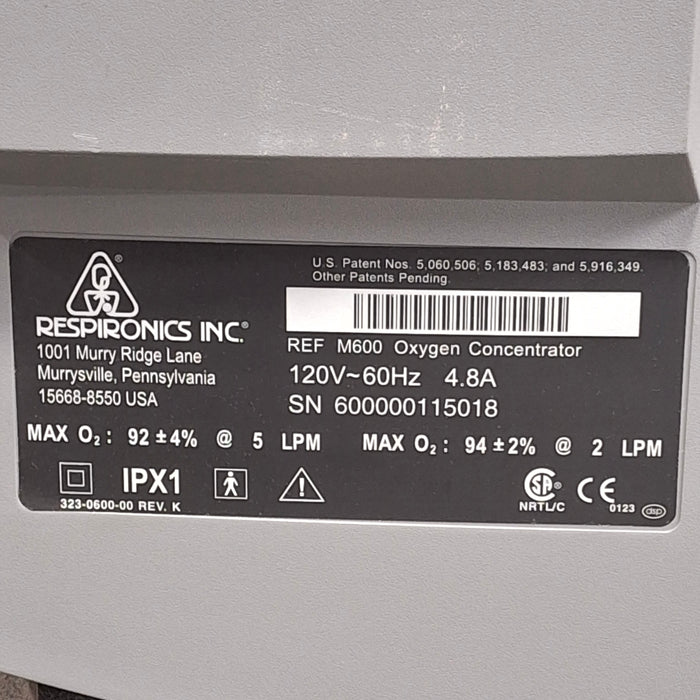 RESPIRONICS INC.®
1001 Murry Ridge Lane
Murrysville, Pennsylvania
15668-8550 USA
U.S. Patent Nos. 5,060,506; 5,183,483; and 5,916,349.
Other Patents Pending.
REF M600 Oxygen Concentrator
120V~60Hz 4.8A
SN 600000115018
MAX O₂: 92 ±4% @ 5 LPM MAX O₂: 94 ±2% @ 2 LPM
IPX1
323-0600-00 REV. K
SA®
NRTL/C
CE
0123
dsp